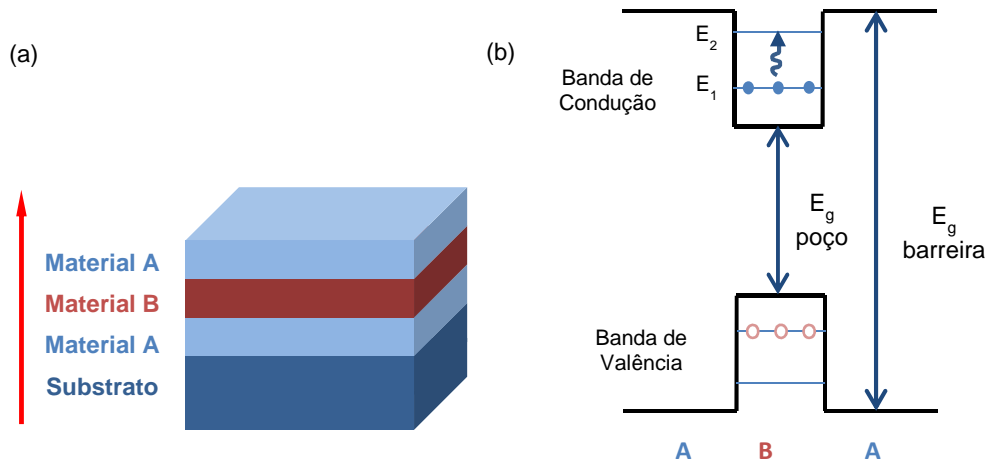 (a)
Material A
Material B
Material A
Substrato
(b)
E2
E1
Banda de
Condução
Eg
poço
Eg
barreira
Banda de
Valência
A
B
A